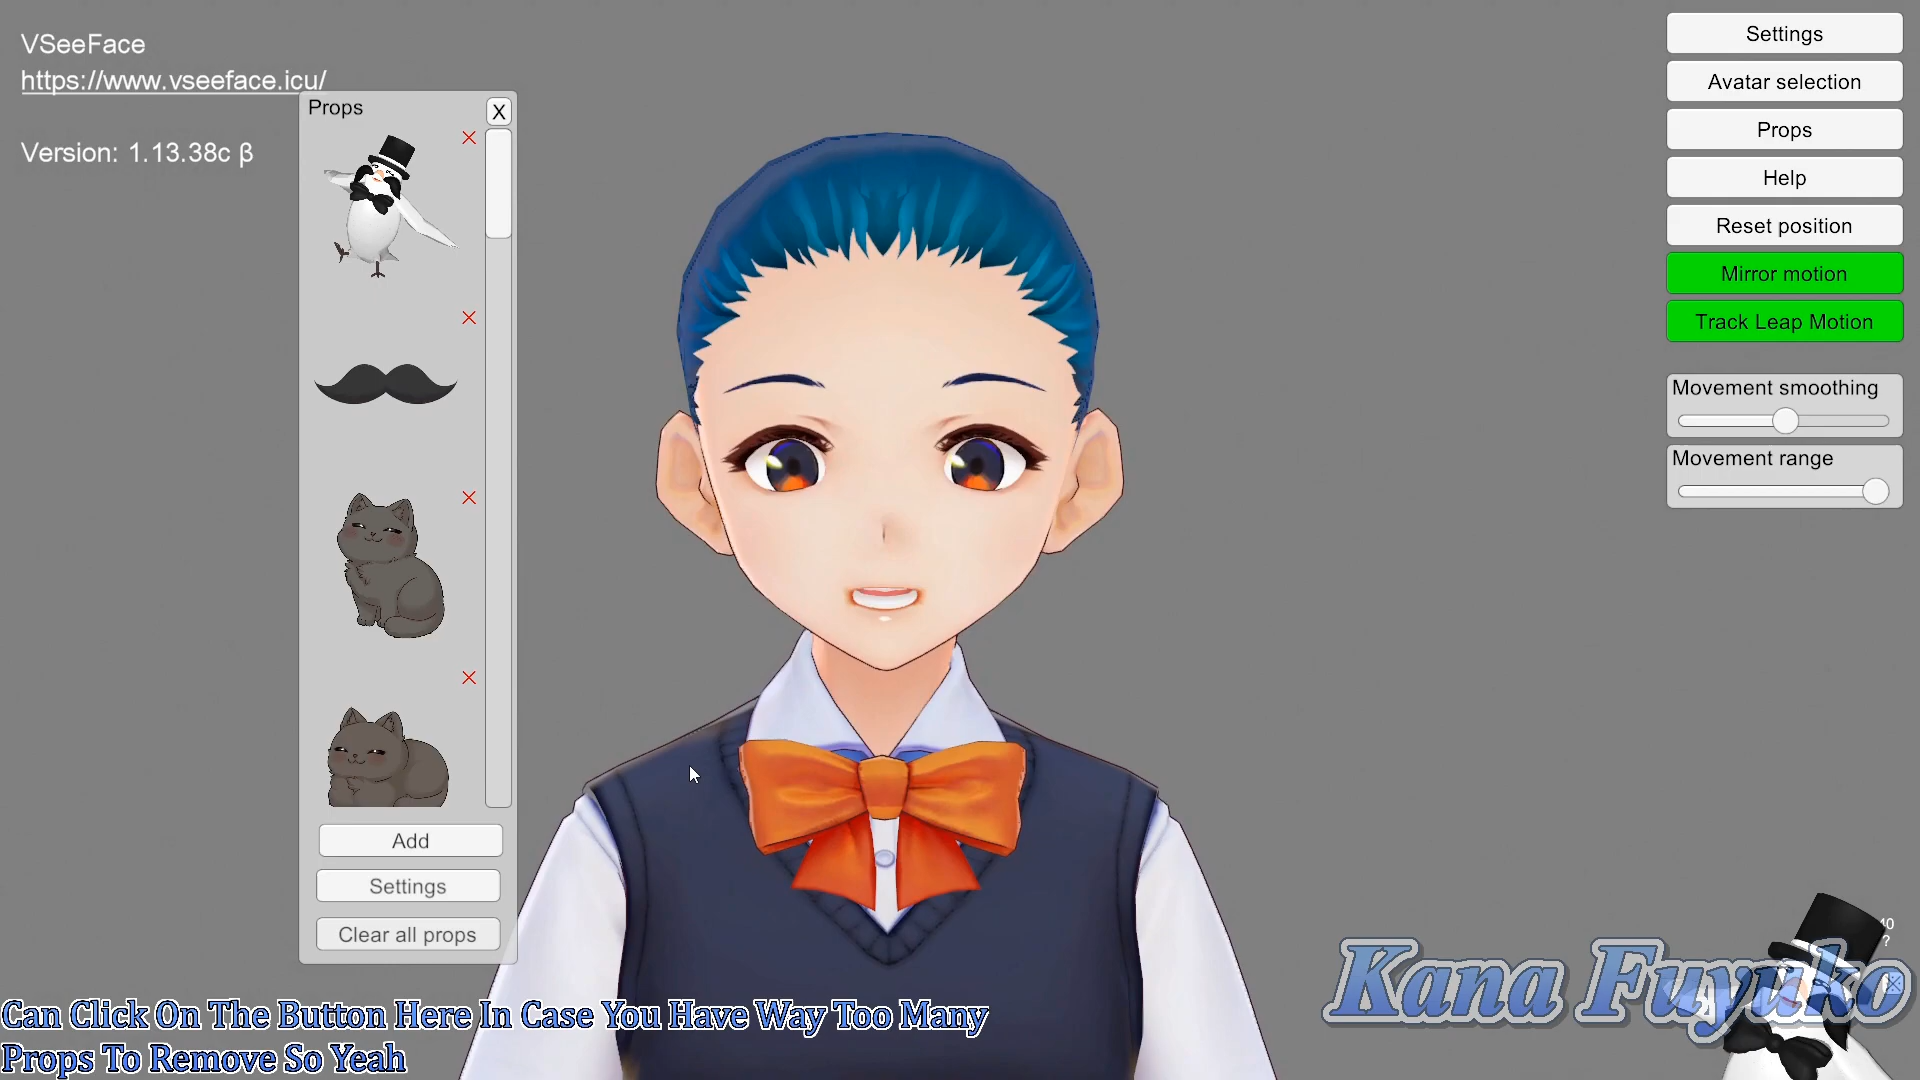 VSeeFace
https://www.vseeface.icu/
Version: 1.13.38c β
Props
X
Add
Settings
Clear all props
Settings
Avatar selection
Props
Help
Reset position
Mirror motion
Track Leap Motion
Movement smoothing
Movement range
Kana Fuyuko
Can Click On The Button Here In Case You Have Way Too Many
Props To Remove So Yeah